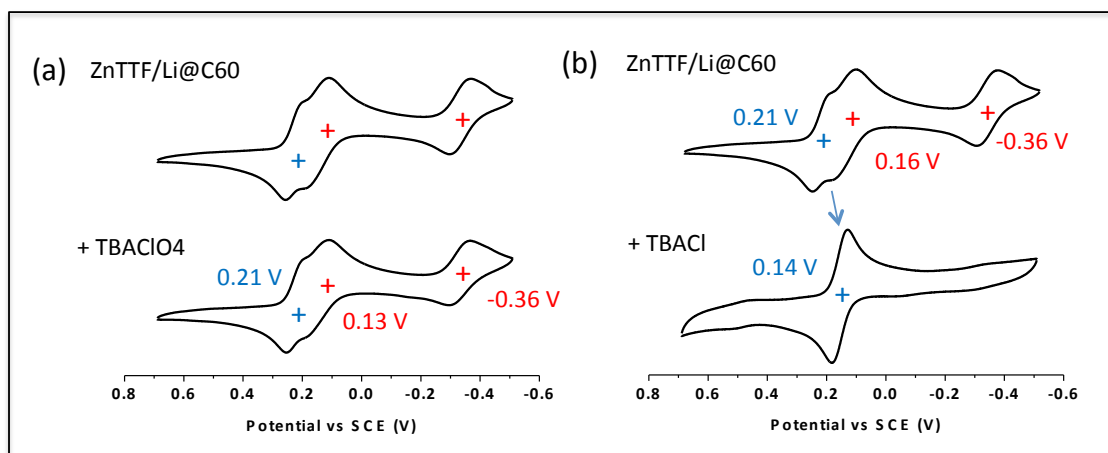 (a) ZnTTF/Li@C60
+
+
+
+ TBAClO4
0.21 V
+
+
+
0.13 V
-0.36 V
0.8 0.6 0.4 0.2 0.0 -0.2 -0.4 -0.6
Potential vs SCE (V)
(b) ZnTTF/Li@C60
0.21 V
+
+
+
0.16 V
-0.36 V
+ TBACl
0.14 V
+
0.8 0.6 0.4 0.2 0.0 -0.2 -0.4 -0.6
Potential vs SCE (V)